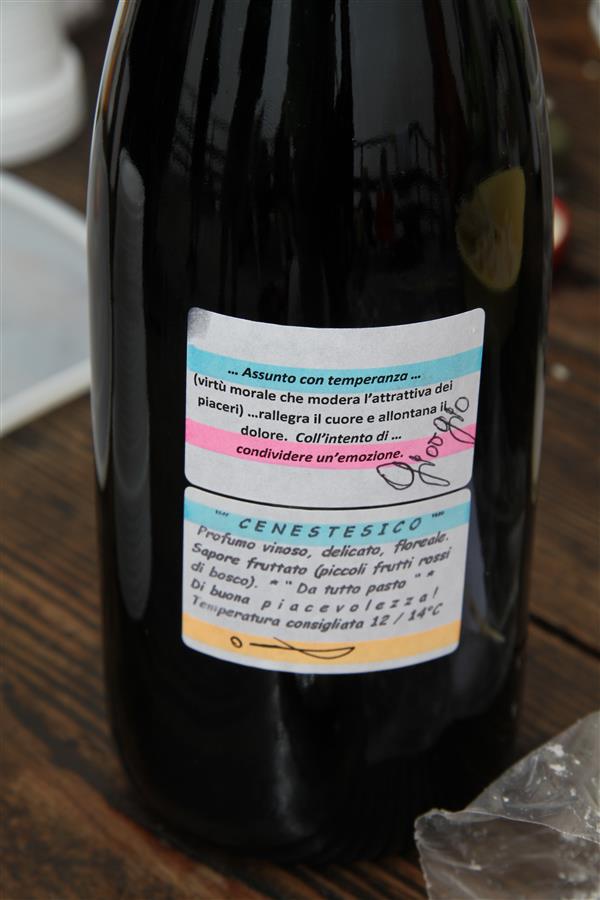 ... Assunto con temperanza ...
(virtù morale che modera l'attrattiva dei
piaceri) ...rallegra il cuore e allontana il
dolore. Coll'intento di ...
condividere un'emozione.
Giorgio
"" CENESTESICO ""
Profumo vinoso, delicato, floreale.
Sapore fruttato (piccoli frutti rossi
di bosco). * " Da tutto pasto " *
Di buona piacevolezza!
Temperatura consigliata 12 / 14°C